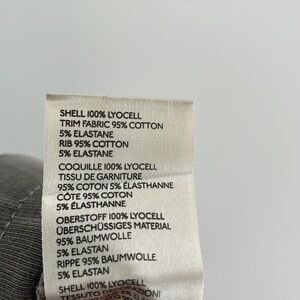 SHELL 100% LYOCELL
TRIM FABRIC 95% COTTON
5% ELASTANE
RIB 95% COTTON
5% ELASTANE
COQUILLE 100% LYOCELL
TISSU DE GARNITURE
95% COTON 5% ÉLASTHANNE
CÔTE 95% COTON
5% ÉLASTHANNE
OBERSTOFF 100% LYOCELL
ÜBERSCHÜSSIGES MATERIAL
95% BAUMWOLLE
5% ELASTAN
RIPPE 95% BAUMWOLLE
5% ELASTAN
SHELL 100% LYOCELL